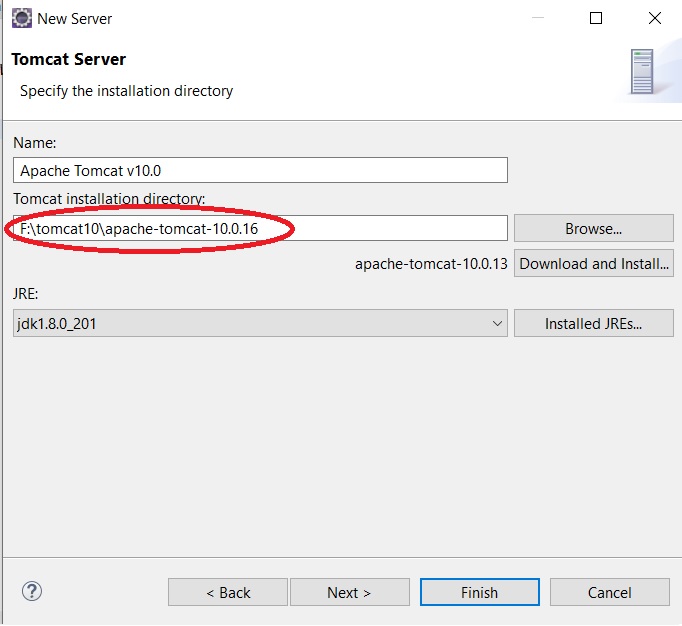 New Server
Tomcat Server
Specify the installation directory
Name:
Apache Tomcat v10.0
Tomcat installation directory:
F:\tomcat10\apache-tomcat-10.0.16
Browse...
apache-tomcat-10.0.13
Download and Install...
JRE:
jdk1.8.0_201
Installed JREs...
?
< Back
Next >
Finish
Cancel